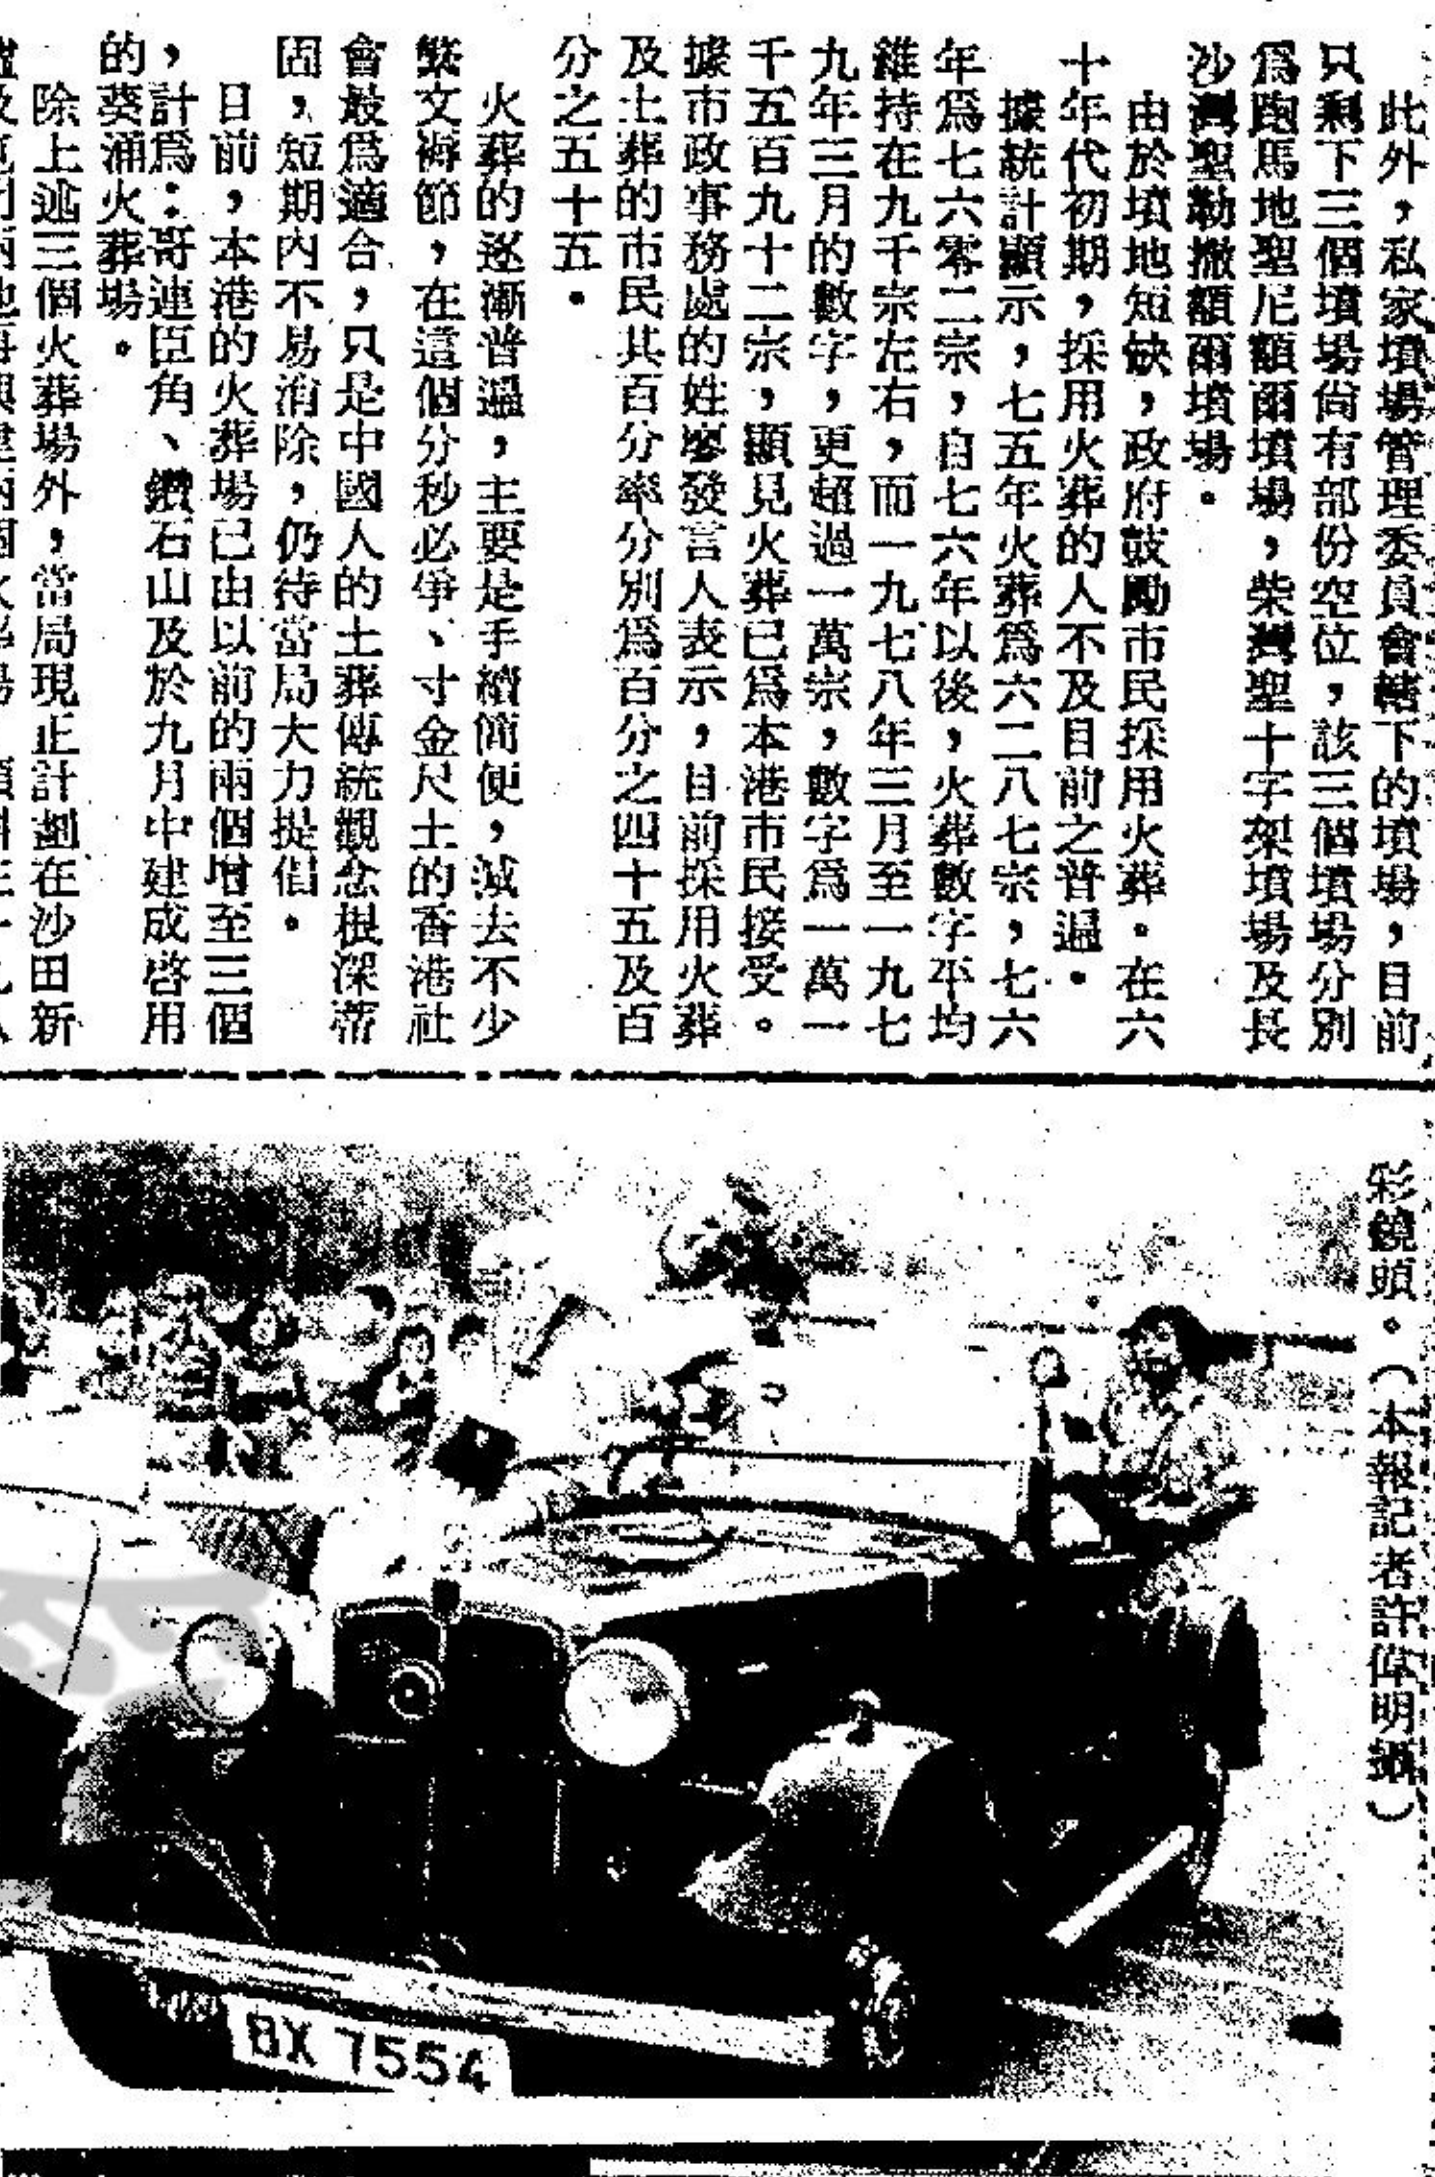 此外，私家墳場管理委員會轄下的墳場，目前
只剩下三個墳場尙有部份空位，該三個墳場分別
爲跑馬地聖尼額爾墳場，柴灣聖十字架墳場及長
沙灣聖勒撒額爾墳場。
由於墳地短缺，政府鼓勵市民採用火葬。在六
十年代初期，採用火葬的人不及目前之普遍。
據統計顯示，七五年火葬爲六二八七宗，七六
年爲七六零二宗，自七六年以後，火葬數字平均
維持在九千宗左右，而一九七八年三月至一九七
九年三月的數字，更超過一萬宗，數字爲一萬一
千五百九十二宗，顯見火葬已爲本港市民接受。
據市政事務處的姓廖發言人表示，目前採用火葬
及土葬的市民其百分率分別爲百分之四十五及百
分之五十五。
火葬的逐漸普遍，主要是手續簡便，減去不少
繁文褥節，在這個分秒必爭、寸金尺土的香港社
會最爲適合，只是中國人的土葬傳統觀念根深蒂
固，短期內不易消除，仍待當局大力提倡。
目前，本港的火葬場已由以前的兩個增至三個
，計爲：哥連臣角、鑽石山及於九月中建成啓用
的葵涌火葬場。
除上述三個火葬場外，當局現正計劃在沙田新
彩鏡頭。（本報記者許偉明攝）
BX 7554